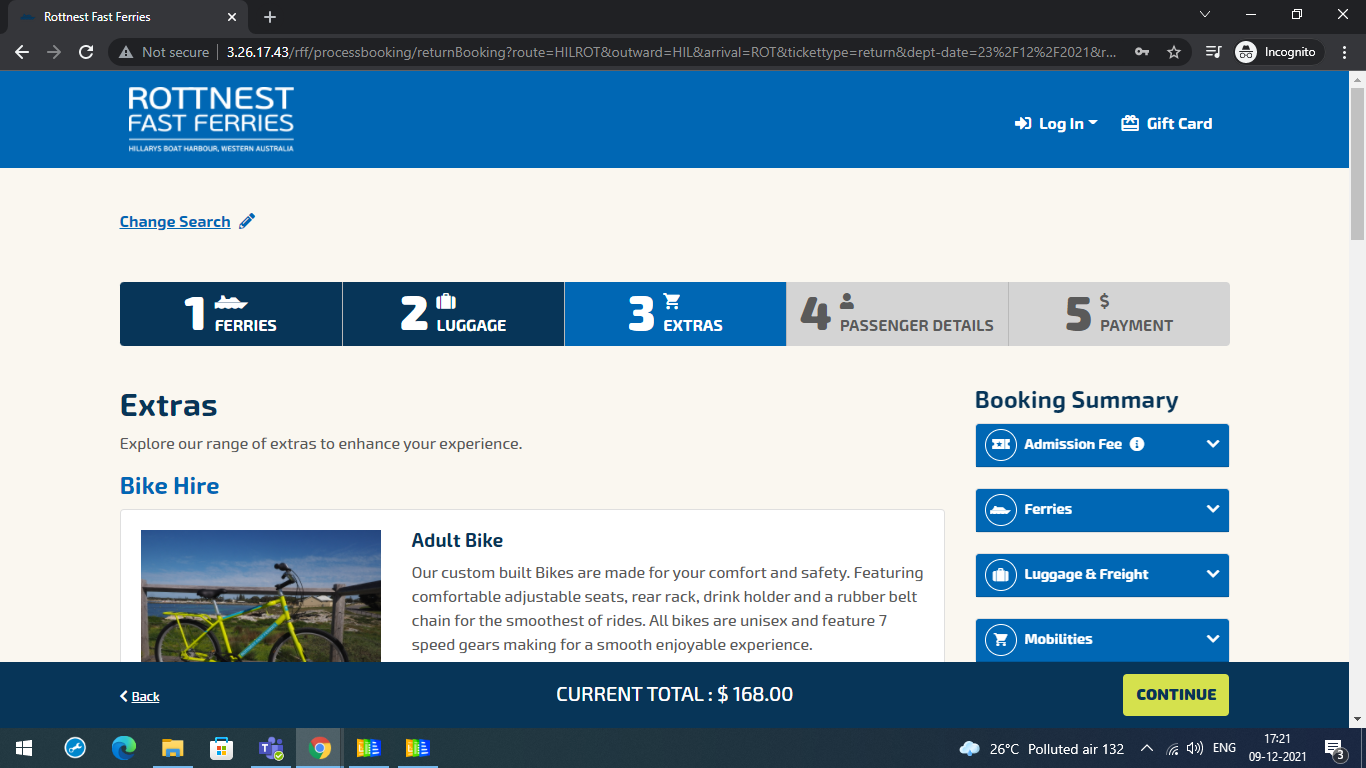 Rottnest Fast Ferries
Not secure
3.26.17.43/rff/processbooking/returnBooking?route=HILROT&outward=HIL&arrival=ROT&tickettype=return&dept-date=23%2F12%2F2021&r...
Incognito
ROTTNEST
FAST FERRIES
HILLARYS BOAT HARBOUR, WESTERN AUSTRALIA
Log In
Gift Card
Change Search
1 FERRIES
2 LUGGAGE
3 EXTRAS
4 PASSENGER DETAILS
5 $ PAYMENT
Extras
Explore our range of extras to enhance your experience.
Bike Hire
Adult Bike
Our custom built Bikes are made for your comfort and safety. Featuring
comfortable adjustable seats, rear rack, drink holder and a rubber belt
chain for the smoothest of rides. All bikes are unisex and feature 7
speed gears making for a smooth enjoyable experience.
Booking Summary
Admission Fee
Ferries
Luggage & Freight
Mobilities
Back
CURRENT TOTAL : $ 168.00
CONTINUE
26°C Polluted air 132
ENG
17:21
09-12-2021
3